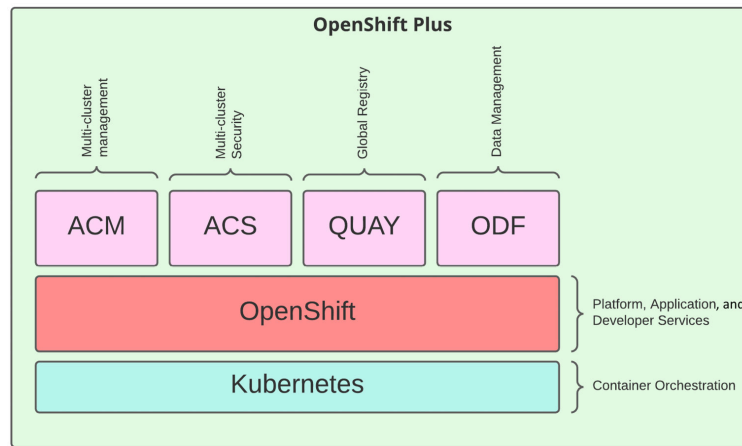 OpenShift Plus
Multi-cluster
management
Multi-cluster
Security
Global Registry
Data Management
ACM
ACS
QUAY
ODF
OpenShift
Platform, Application, and
Developer Services
Kubernetes
Container Orchestration